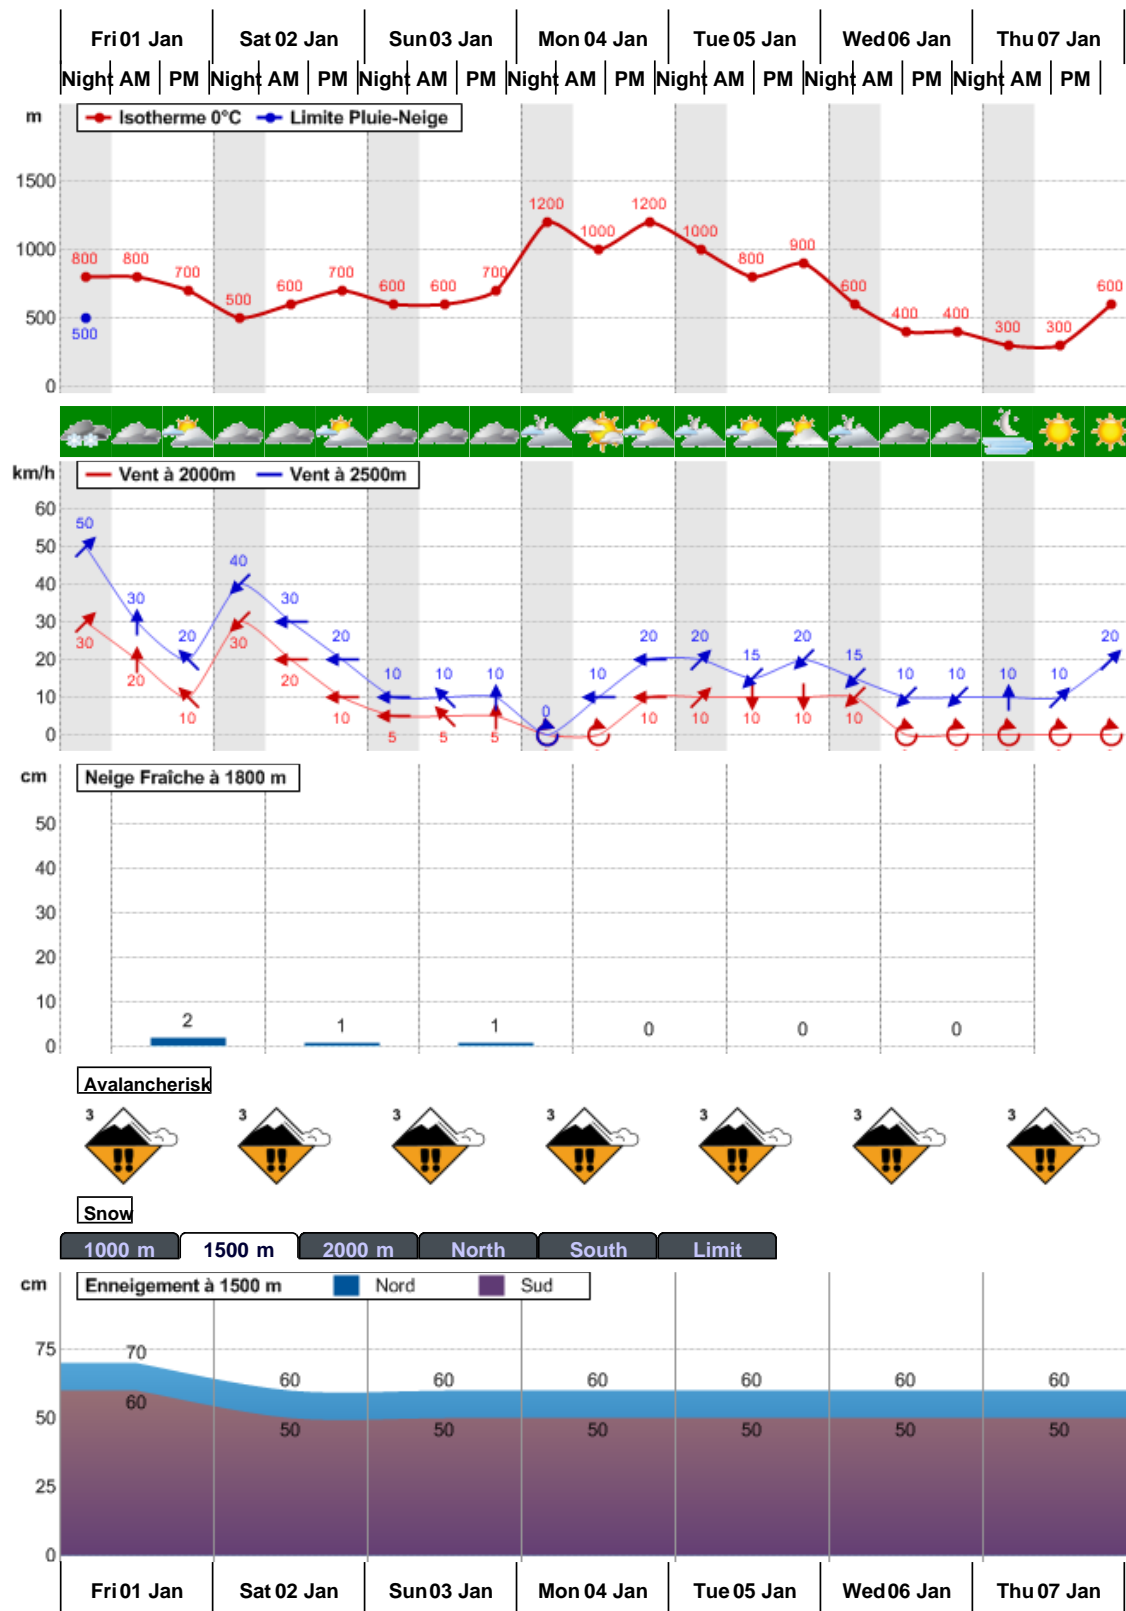 Fri 01 Jan Sat 02 Jan Sun 03 Jan Mon 04 Jan Tue 05 Jan Wed 06 Jan Thu 07 Jan
Night AM PM Night AM PM Night AM PM Night AM PM Night AM PM Night AM PM Night AM PM
m
Isotherme 0°C Limite Pluie-Neige
1500
1200 1200
1000 1000 1000
800 800 700 700 700 800 900
500 600 600 600 600 600
500 400 400 300 300
500
0
km/h
Vent à 2000m Vent à 2500m
60
50
50
40 40
30 30 30
30 30 20 20 20 20 15 20 15 20
20 20 20
10 10 10 10 10 10 10 10 10
10 10 10 10 10 10 10
5 5 5 0
0
cm Neige Fraîche à 1800 m
50
40
30
20
10
2 1 1 0 0 0
0
Avalancherisk
3 3 3 3 3 3 3
Snow
1000 m 1500 m 2000 m North South Limit
cm Enneigement à 1500 m Nord Sud
75
70 60 60 60 60 60 60
60
50 50 50 50 50 50 50
25
0
Fri 01 Jan Sat 02 Jan Sun 03 Jan Mon 04 Jan Tue 05 Jan Wed 06 Jan Thu 07 Jan